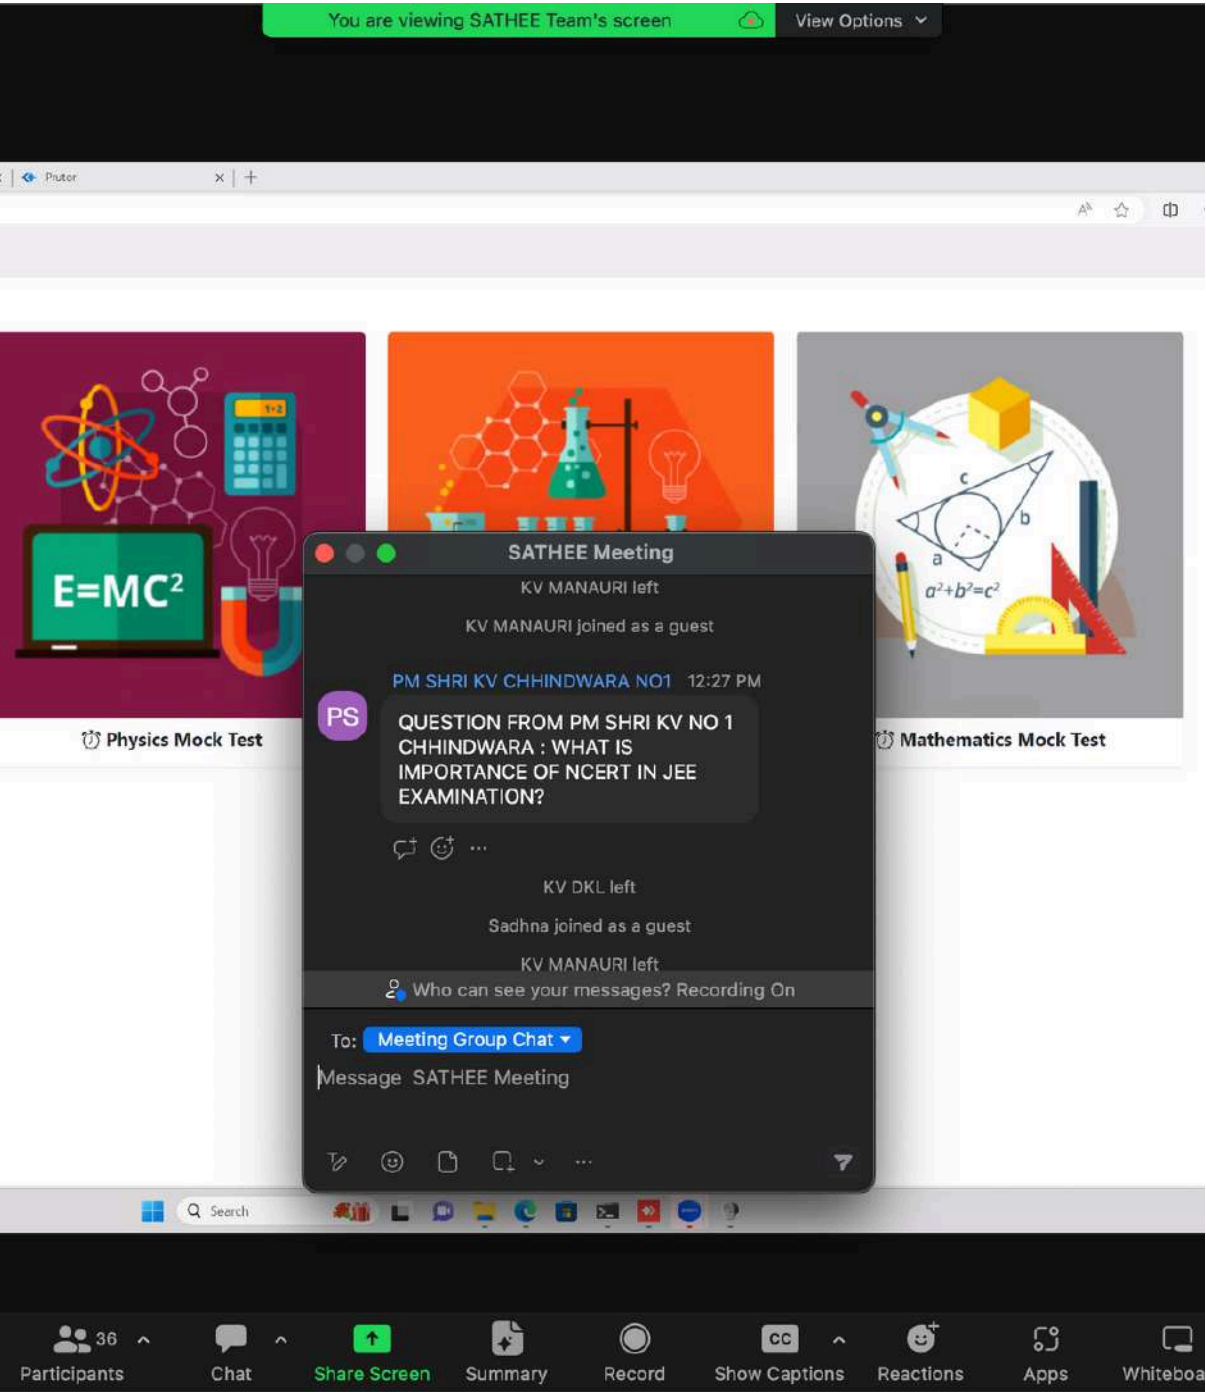 You are viewing SATHEE Team's screen
View Options
Prutor
1+2
E=MC²
c
b
a
a²+b²=c²
Physics Mock Test
Mathematics Mock Test
SATHEE Meeting
KV MANAURI left
KV MANAURI joined as a guest
PM SHRI KV CHHINDWARA NO1 12:27 PM
PS
QUESTION FROM PM SHRI KV NO 1
CHHINDWARA : WHAT IS
IMPORTANCE OF NCERT IN JEE
EXAMINATION?
KV DKL left
Sadhna joined as a guest
KV MANAURI left
Who can see your messages? Recording On
To: Meeting Group Chat
Message SATHEE Meeting
Search
36
Participants
Chat
Share Screen
Summary
Record
CC
Show Captions
Reactions
Apps
Whiteboa